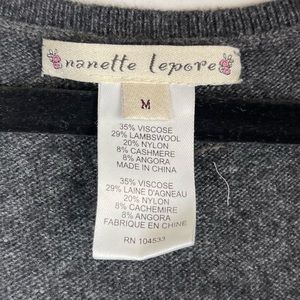 nanette lepore
M
35% VISCOSE
29% LAMBSWOOL
20% NYLON
8% CASHMERE
8% ANGORA
MADE IN CHINA
35% VISCOSE
29% LAINE D'AGNEAU
20% NYLON
8% CACHEMIRE
8% ANGORA
FABRIQUE EN CHINE
RN 104533